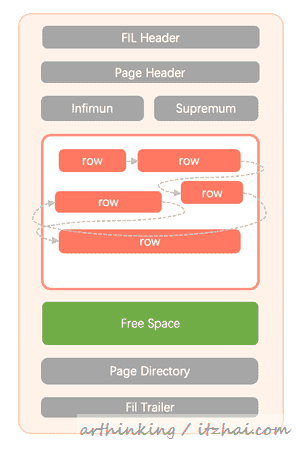 FIL Header
Page Header
Infimun Supremum
row row
row row
row
Free Space
Page Directory
Fil Trailer
arthinking / itzhai.com